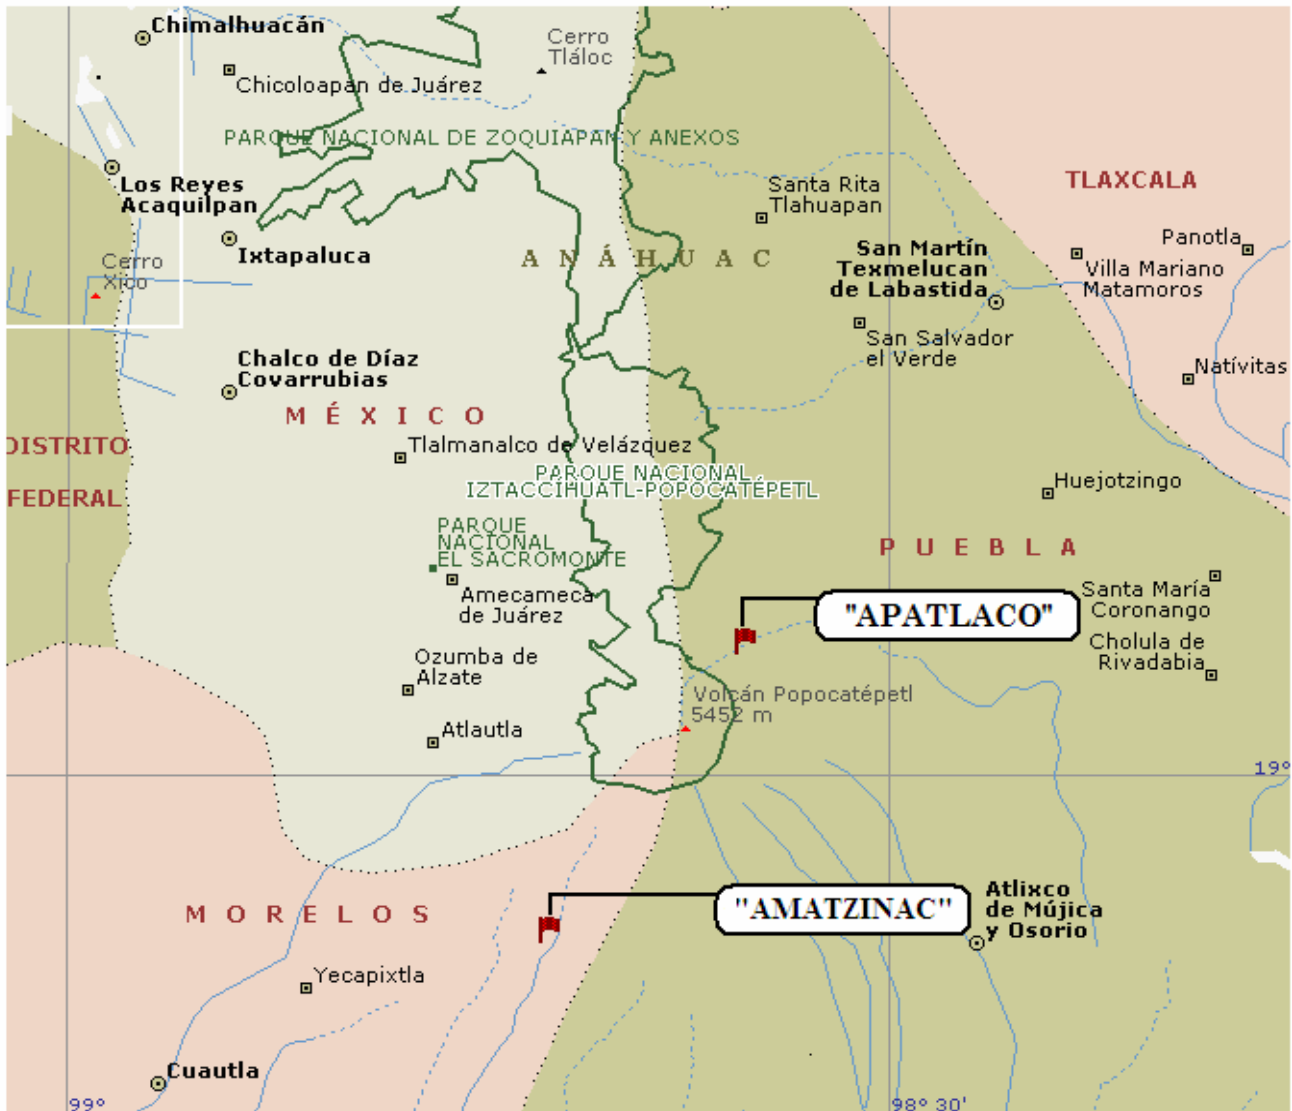 Chimalhuacán
Cerro
Tláloc
Chicoloapan de Juárez
PARQUE NACIONAL DE ZOQUIAPAN Y ANEXOS
Los Reyes
Acaquilpan
Santa Rita
Tlahuapan
TLAXCALA
Ixtapaluca
ANÁHUAC
San Martín
Texmelucan
de Labastida
Panotla
Villa Mariano
Matamoros
Cerro
Xico
San Salvador
el Verde
Natívitas
Chalco de Díaz
Covarrubias
MÉXICO
DISTRITO
FEDERAL
Tlalmanalco de Velázquez
PARQUE NACIONAL
IZTACCIHUATL-POPOCATÉPETL
Huejotzingo
PARQUE
NACIONAL
EL SACROMONTE
PUEBLA
Amecameca
de Juárez
"APATLACO"
Santa María
Coronango
Cholula de
Rivadabia
Ozumba de
Alzate
Volcán Popocatépetl
5452 m
Atlautla
19°
MORELOS
"AMATZINAC"
Atlixco
de Mújica
y Osorio
Yecapixtla
Cuautla
99°
98° 30'